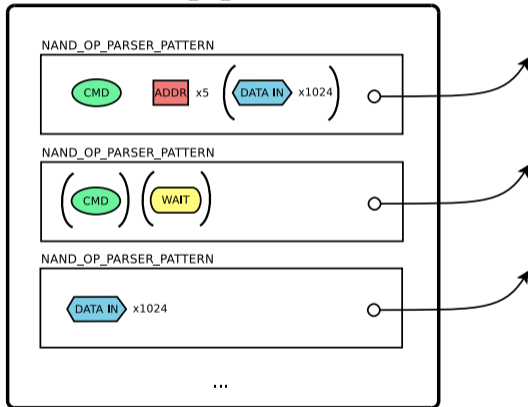 NAND_OP_PARSER_PATTERN
CMD ADDR x5 ( DATA IN x1024 )
NAND_OP_PARSER_PATTERN
( CMD ) ( WAIT )
NAND_OP_PARSER_PATTERN
DATA IN x1024
...